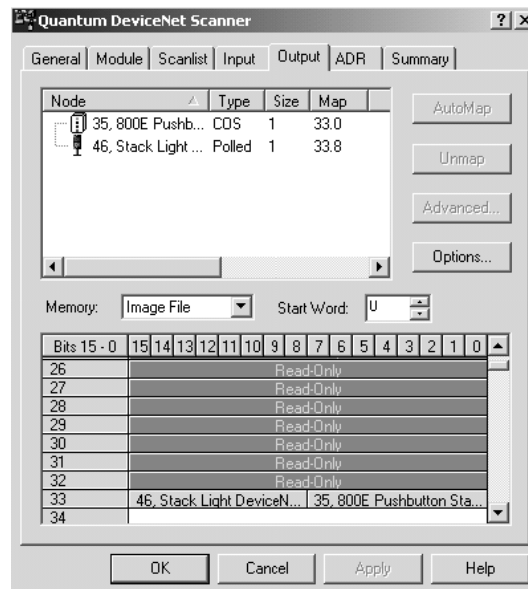 Quantum DeviceNet Scanner
General Module Scanlist Input Output ADR Summary
Node Type Size Map
35, 800E Pushb... COS 1 33.0
46, Stack Light ... Polled 1 33.8
AutoMap
Unmap
Advanced...
Options...
Memory: Image File Start Word: 0
Bits 15 - 0 15 14 13 12 11 10 9 8 7 6 5 4 3 2 1 0
26 Read-Only
27 Read-Only
28 Read-Only
29 Read-Only
30 Read-Only
31 Read-Only
32 Read-Only
33 46, Stack Light DeviceN... 35, 800E Pushbutton Sta...
34
OK Cancel Apply Help